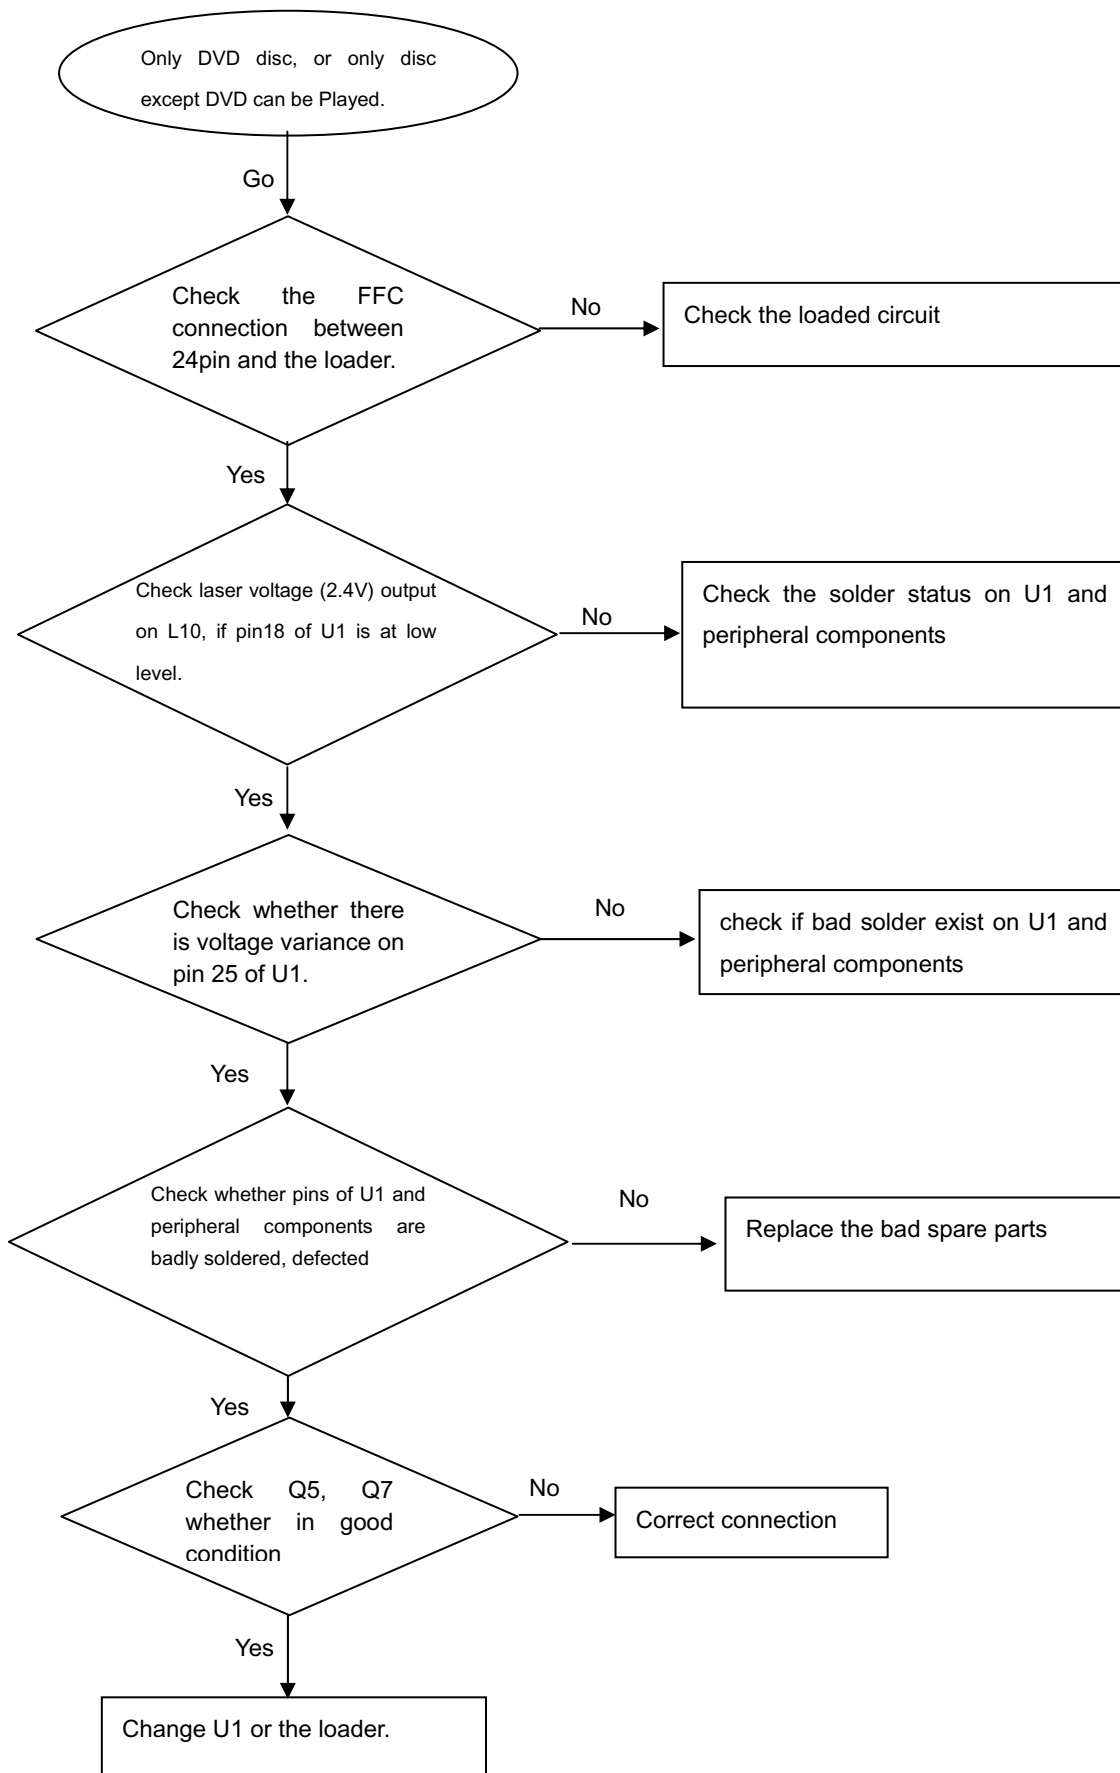 Only DVD disc, or only disc
except DVD can be Played.
Go
Check the FFC
connection between
24pin and the loader.
No
Check the loaded circuit
Yes
Check laser voltage (2.4V) output
on L10, if pin18 of U1 is at low
level.
No
Check the solder status on U1 and
peripheral components
Yes
Check whether there
is voltage variance on
pin 25 of U1.
No
check if bad solder exist on U1 and
peripheral components
Yes
Check whether pins of U1 and
peripheral components are
badly soldered, defected
No
Replace the bad spare parts
Yes
Check Q5, Q7
whether in good
condition
No
Correct connection
Yes
Change U1 or the loader.